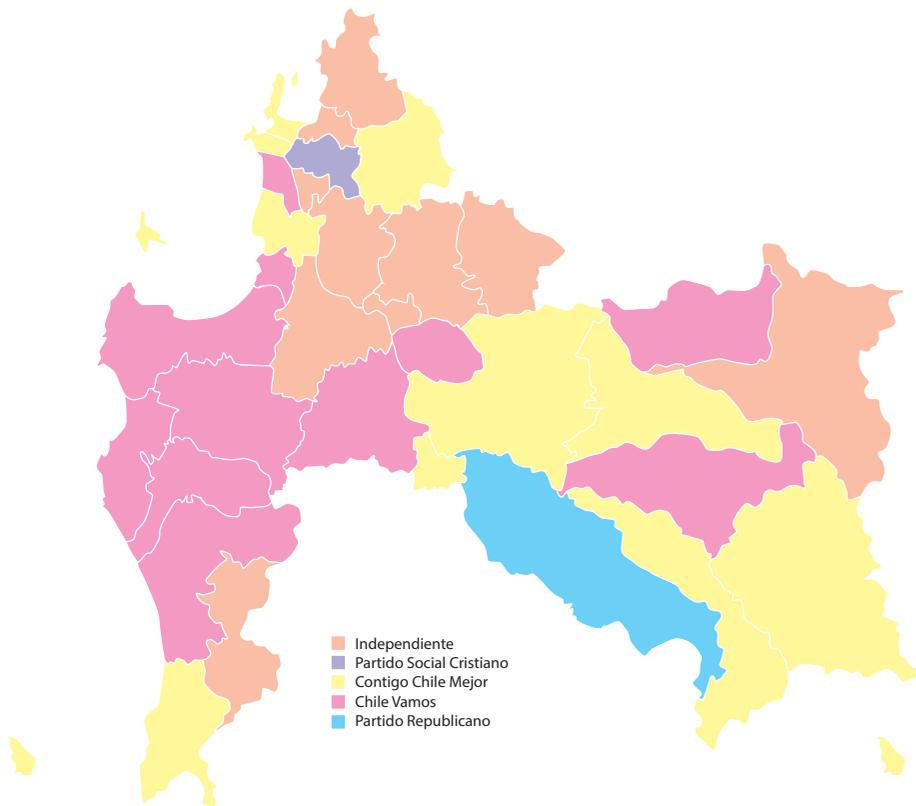 Independiente
Partido Social Cristiano
Contigo Chile Mejor
Chile Vamos
Partido Republicano